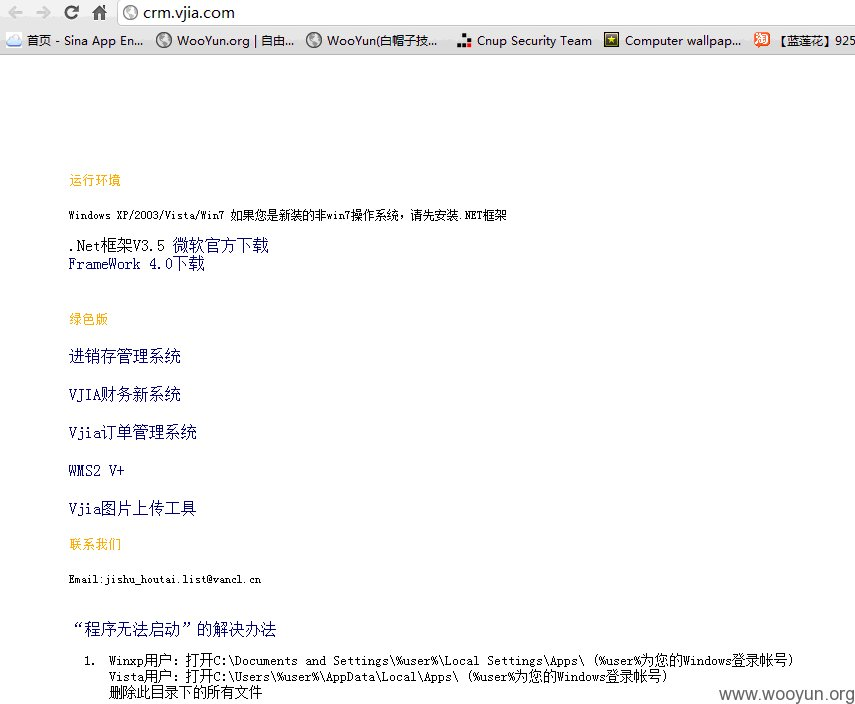 crm.vjia.com
首页 - Sina App En... WooYun.org | 自由... WooYun(白帽子技... Cnup Security Team Computer wallpap... 淘 【蓝莲花】925
运行环境
Windows XP/2003/Vista/Win7 如果您是新装的非win7操作系统，请先安装.NET框架
.Net框架V3.5 微软官方下载
FrameWork 4.0下载
绿色版
进销存管理系统
VJIA财务新系统
Vjia订单管理系统
WMS2 V+
Vjia图片上传工具
联系我们
Email:jishu_houtai.list@vancl.cn
“程序无法启动”的解决办法
1. Winxp用户：打开C:\Documents and Settings\%user%\Local Settings\Apps\ (%user%为您的Windows登录帐号)
Vista用户：打开C:\Users\%user%\AppData\Local\Apps\ (%user%为您的Windows登录帐号)
删除此目录下的所有文件
www.wooyun.org